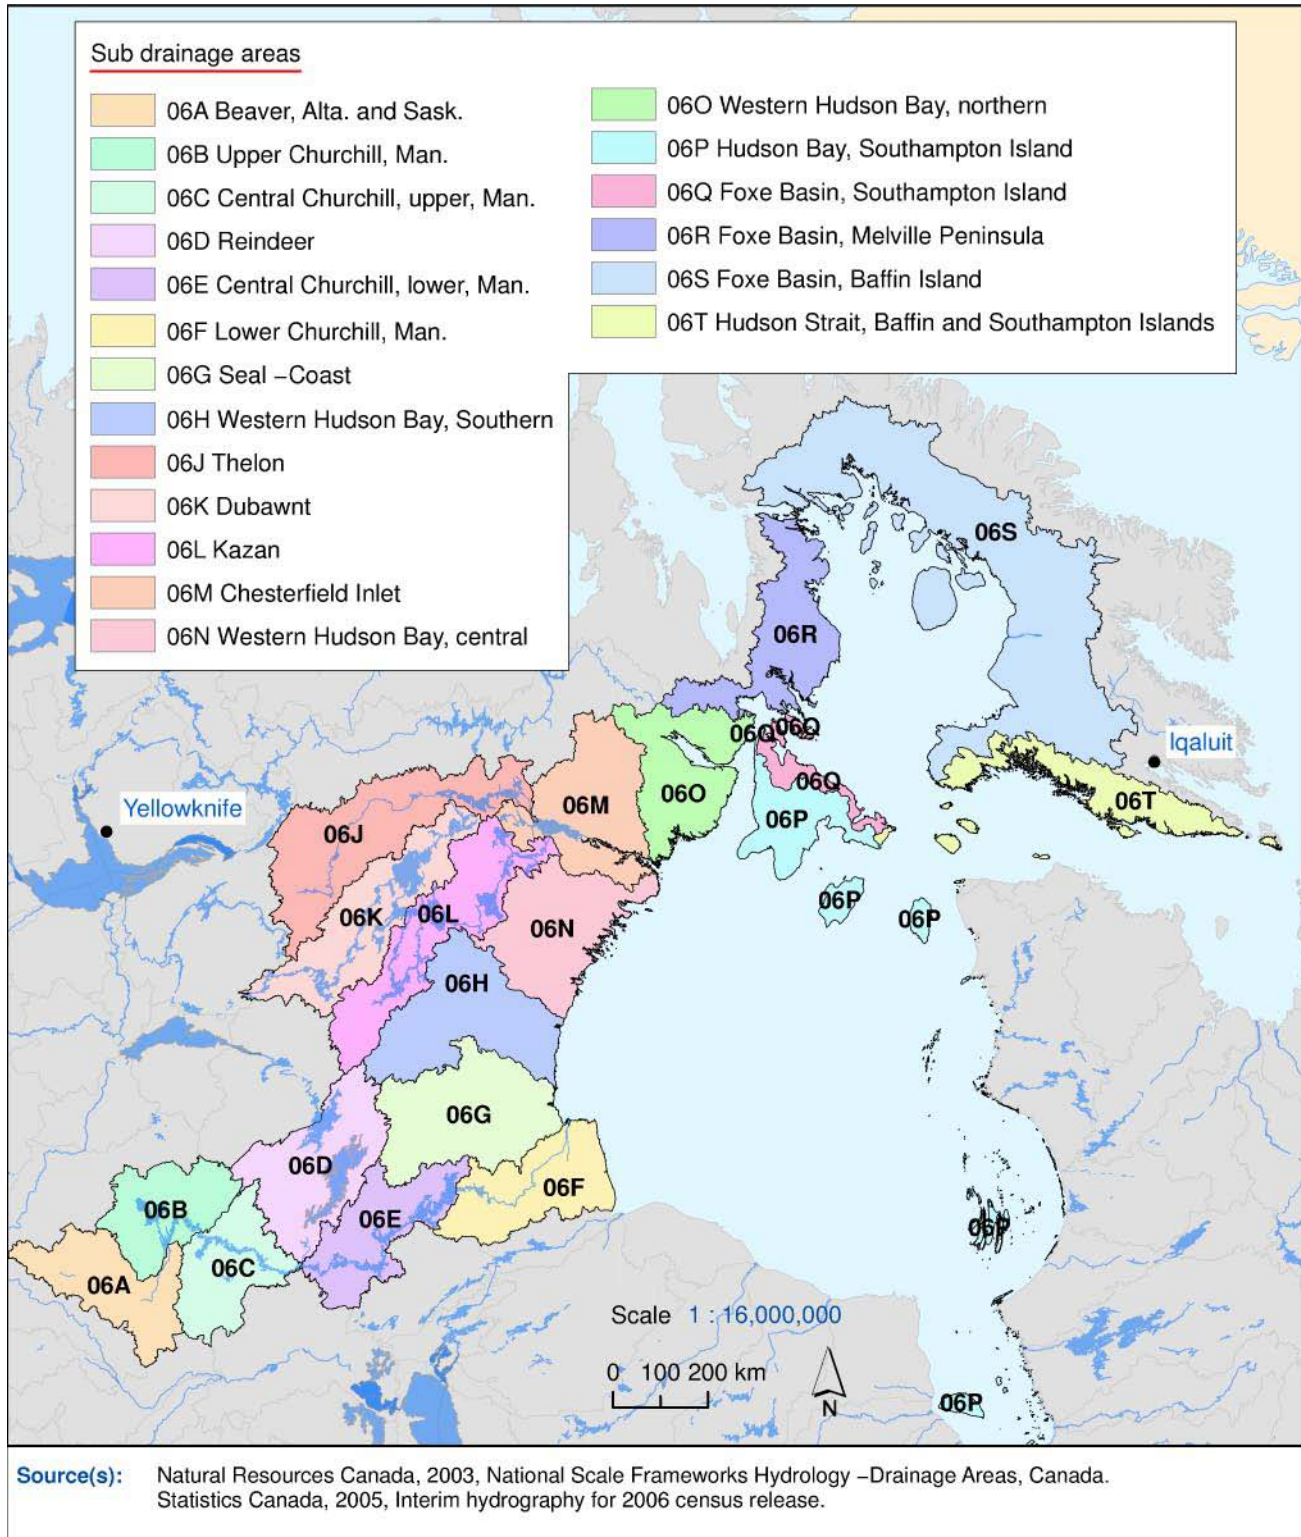 Sub drainage areas
06A Beaver, Alta. and Sask.
06B Upper Churchill, Man.
06C Central Churchill, upper, Man.
06D Reindeer
06E Central Churchill, lower, Man.
06F Lower Churchill, Man.
06G Seal –Coast
06H Western Hudson Bay, Southern
06J Thelon
06K Dubawnt
06L Kazan
06M Chesterfield Inlet
06N Western Hudson Bay, central
06O Western Hudson Bay, northern
06P Hudson Bay, Southampton Island
06Q Foxe Basin, Southampton Island
06R Foxe Basin, Melville Peninsula
06S Foxe Basin, Baffin Island
06T Hudson Strait, Baffin and Southampton Islands
06S
06R
06Q
06Q
Iqaluit
06Q
06M
06O
06T
Yellowknife
06P
06J
06P
06K
06L
06P
06N
06H
06G
06D
06F
06B
06E
06P
06C
06A
Scale 1 : 16,000,000
0 100 200 km
N
06P
Source(s): Natural Resources Canada, 2003, National Scale Frameworks Hydrology –Drainage Areas, Canada.
Statistics Canada, 2005, Interim hydrography for 2006 census release.